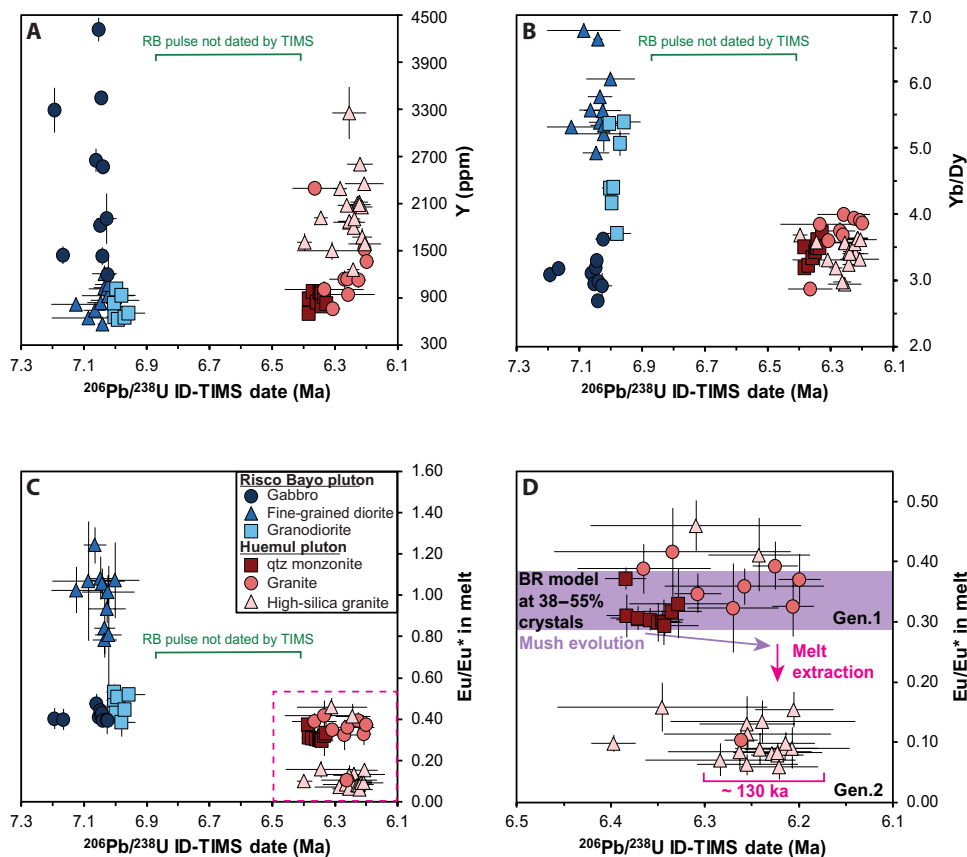 A
RB pulse not dated by TIMS
4500
3900
3300
2700
2100
1500
900
300
Y (ppm)
7.3 7.1 6.9 6.7 6.5 6.3 6.1
206Pb/238U ID-TIMS date (Ma)
B
RB pulse not dated by TIMS
7.0
6.0
5.0
4.0
3.0
2.0
Yb/Dy
7.3 7.1 6.9 6.7 6.5 6.3 6.1
206Pb/238U ID-TIMS date (Ma)
C
Risco Bayo pluton
Gabbro
Fine-grained diorite
Granodiorite
Huemul pluton
qtz monzonite
Granite
High-silica granite
RB pulse not dated by TIMS
1.60
1.40
1.20
1.00
0.80
0.60
0.40
0.20
0.00
Eu/Eu* in melt
7.3 7.1 6.9 6.7 6.5 6.3 6.1
206Pb/238U ID-TIMS date (Ma)
D
BR model
at 38–55%
crystals
Gen.1
Mush evolution
Melt
extraction
~ 130 ka
Gen.2
0.50
0.40
0.30
0.20
0.10
0.00
Eu/Eu* in melt
6.5 6.4 6.3 6.2 6.1
206Pb/238U ID-TIMS date (Ma)